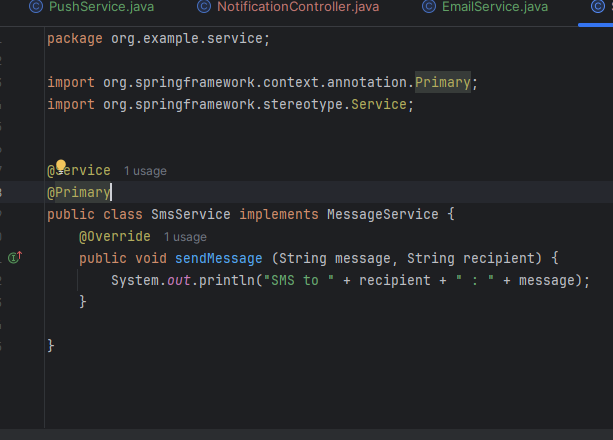 PushService.java NotificationController.java EmailService.java
package org.example.service;
import org.springframework.context.annotation.Primary;
import org.springframework.stereotype.Service;
@Service 1 usage
@Primary
public class SmsService implements MessageService {
@Override 1 usage
public void sendMessage (String message, String recipient) {
System.out.println("SMS to " + recipient + " : " + message);
}
}